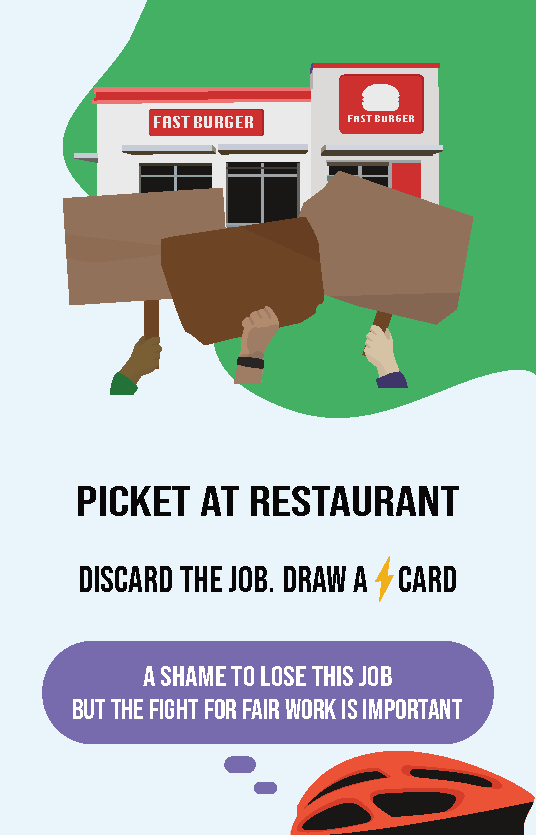 FAST BURGER
FAST BURGER
PICKET AT RESTAURANT
DISCARD THE JOB. DRAW A ⚡ CARD
A SHAME TO LOSE THIS JOB
BUT THE FIGHT FOR FAIR WORK IS IMPORTANT